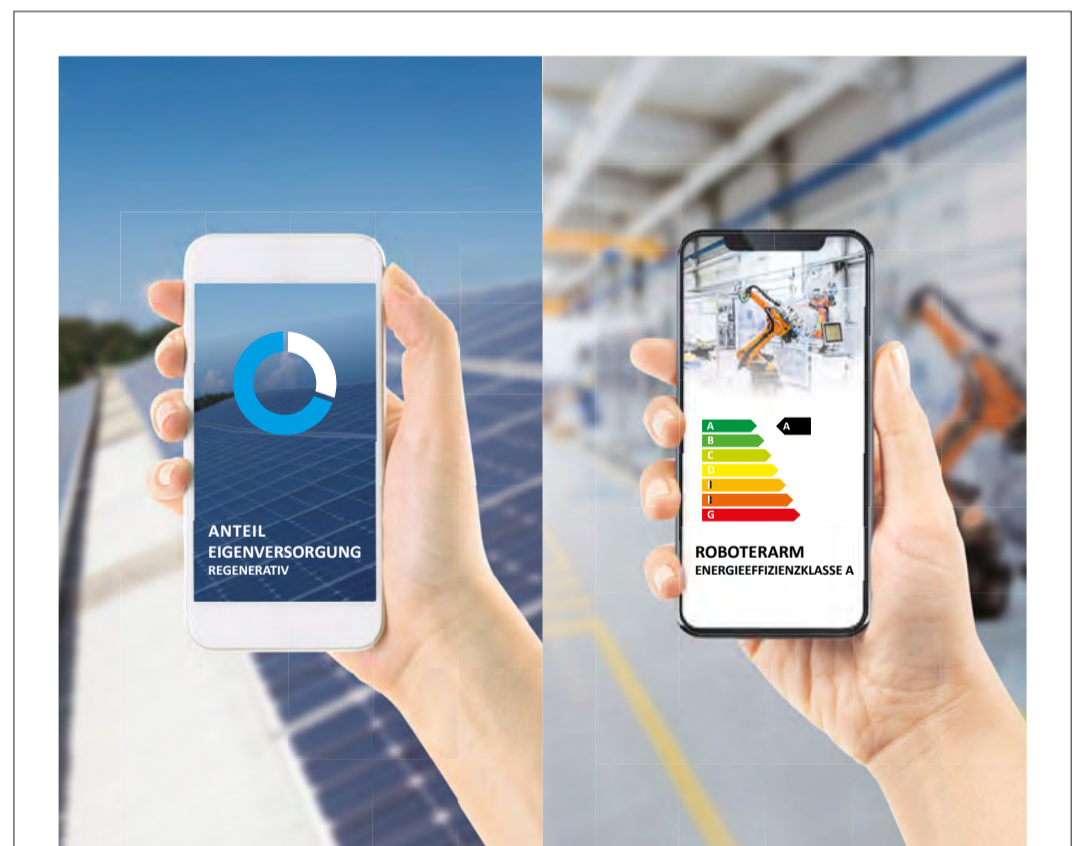 ANTEIL
EIGENVERSORGUNG
REGENERATIV
A
A
B
C
D
I
I
G
ROBOTERARM
ENERGIEEFFIZIENZKLASSE A